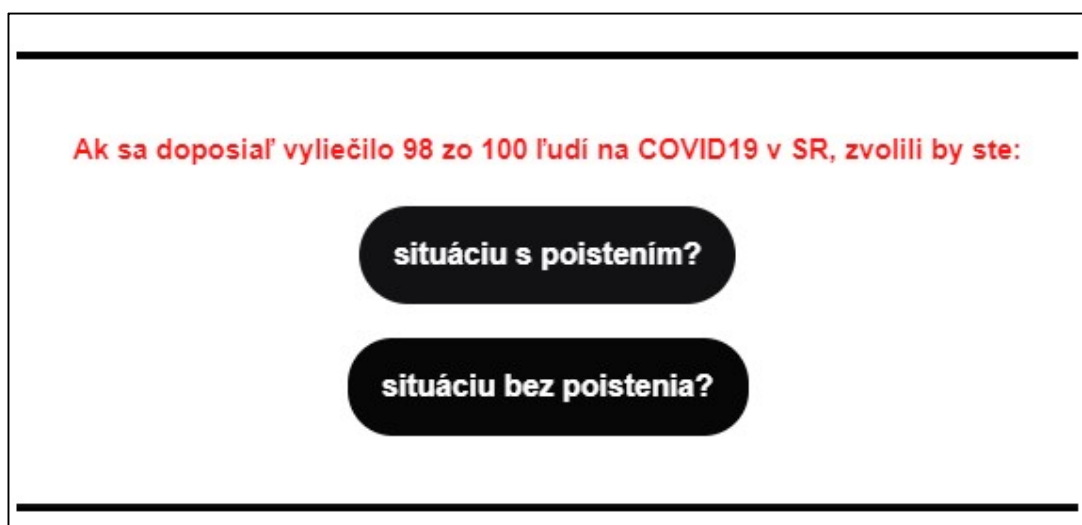 Ak sa doposiaľ vyliečilo 98 zo 100 ľudí na COVID19 v SR, zvolili by ste:
situáciu s poistením?
situáciu bez poistenia?